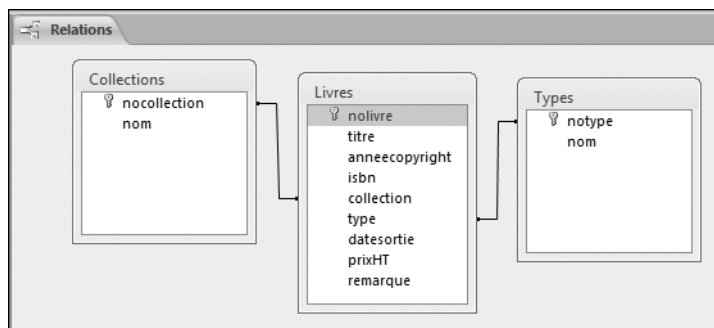 Relations
Collections
nocollection
nom
Livres
nolivre
titre
anneecopyright
isbn
collection
type
datesortie
prixHT
remarque
Types
notype
nom